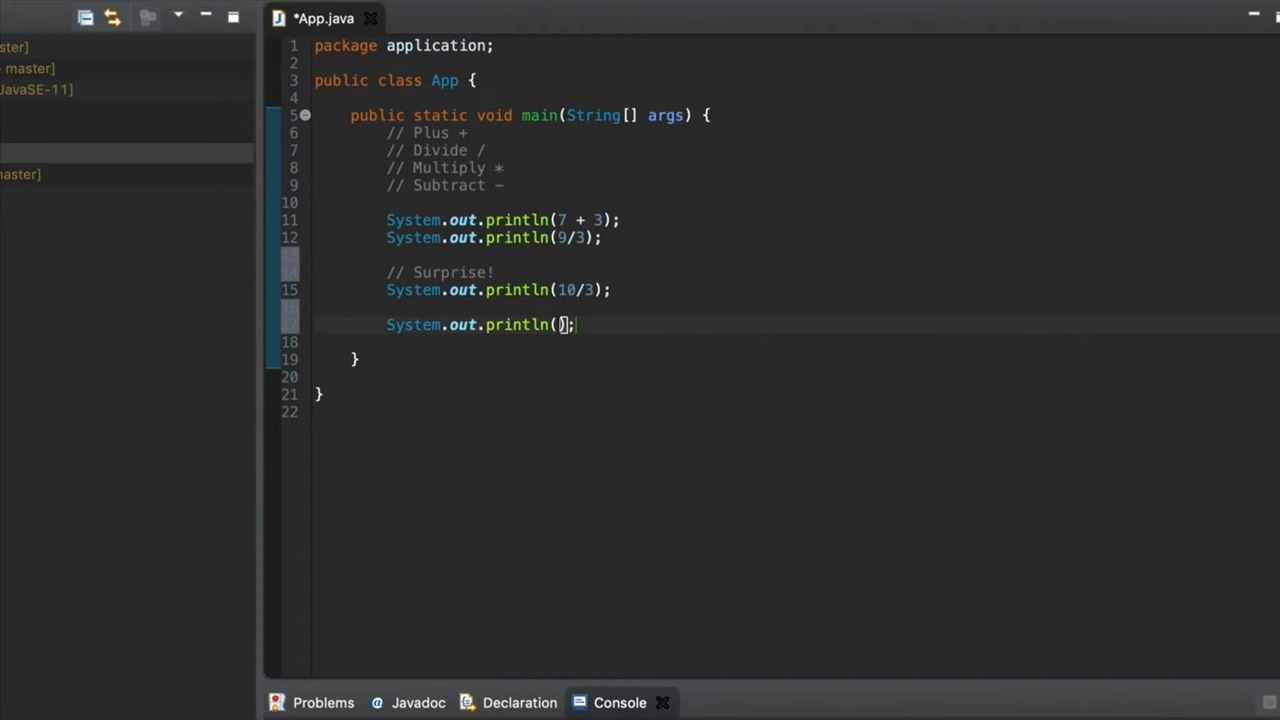 *App.java
ster]
master]
JavaSE-11]
naster]
1 package application;
2
3 public class App {
4
5 public static void main(String[] args) {
6 // Plus +
7 // Divide /
8 // Multiply *
9 // Subtract -
10
11 System.out.println(7 + 3);
12 System.out.println(9/3);
13
14 // Surprise!
15 System.out.println(10/3);
16
17 System.out.println();
18
19 }
20
21 }
22
Problems @ Javadoc Declaration Console